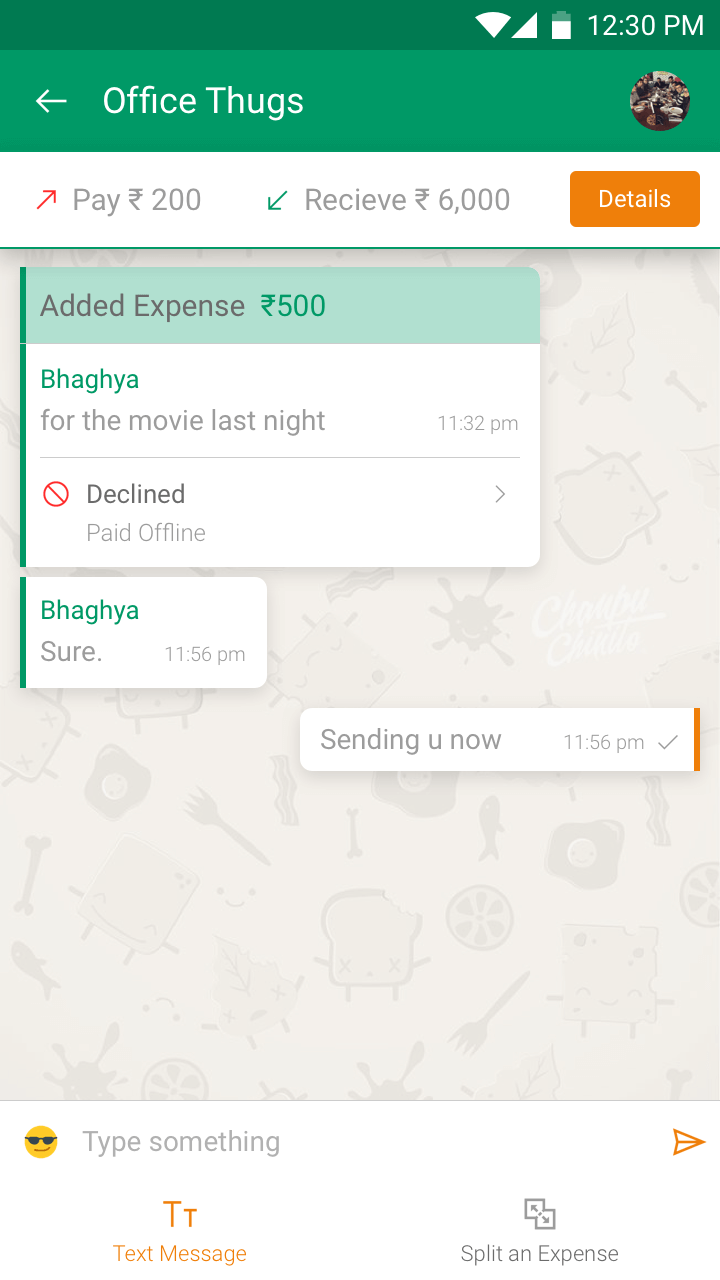 12:30 PM
Office Thugs
Pay ₹ 200 Recieve ₹ 6,000 Details
Added Expense ₹500
Bhaghya
for the movie last night 11:32 pm
Declined
Paid Offline
Bhaghya
Sure. 11:56 pm
Chanpu
Chikito
Sending u now 11:56 pm
Type something
Tт
Text Message Split an Expense